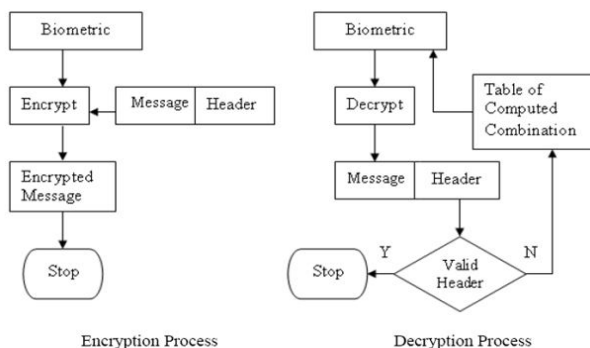 Biometric
Encrypt
Message Header
Encrypted
Message
Stop
Encryption Process
Biometric
Decrypt
Table of
Computed
Combination
Message Header
Y
N
Stop
Valid
Header
Decryption Process